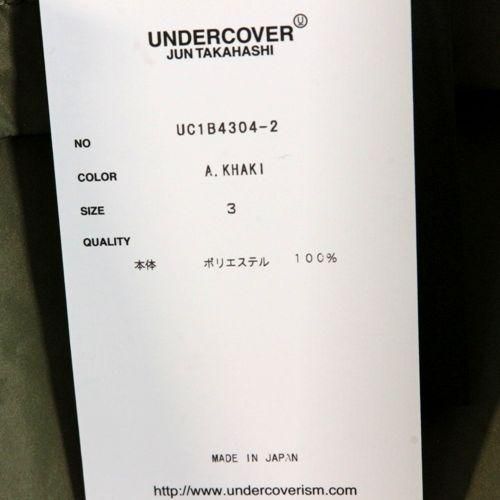 UNDERCOVER Ⓤ
JUN TAKAHASHI
NO UC1B4304-2
COLOR A.KHAKI
SIZE 3
QUALITY
本体 ポリエステル 100%
MADE IN JAPAN
http://www.undercoverism.com